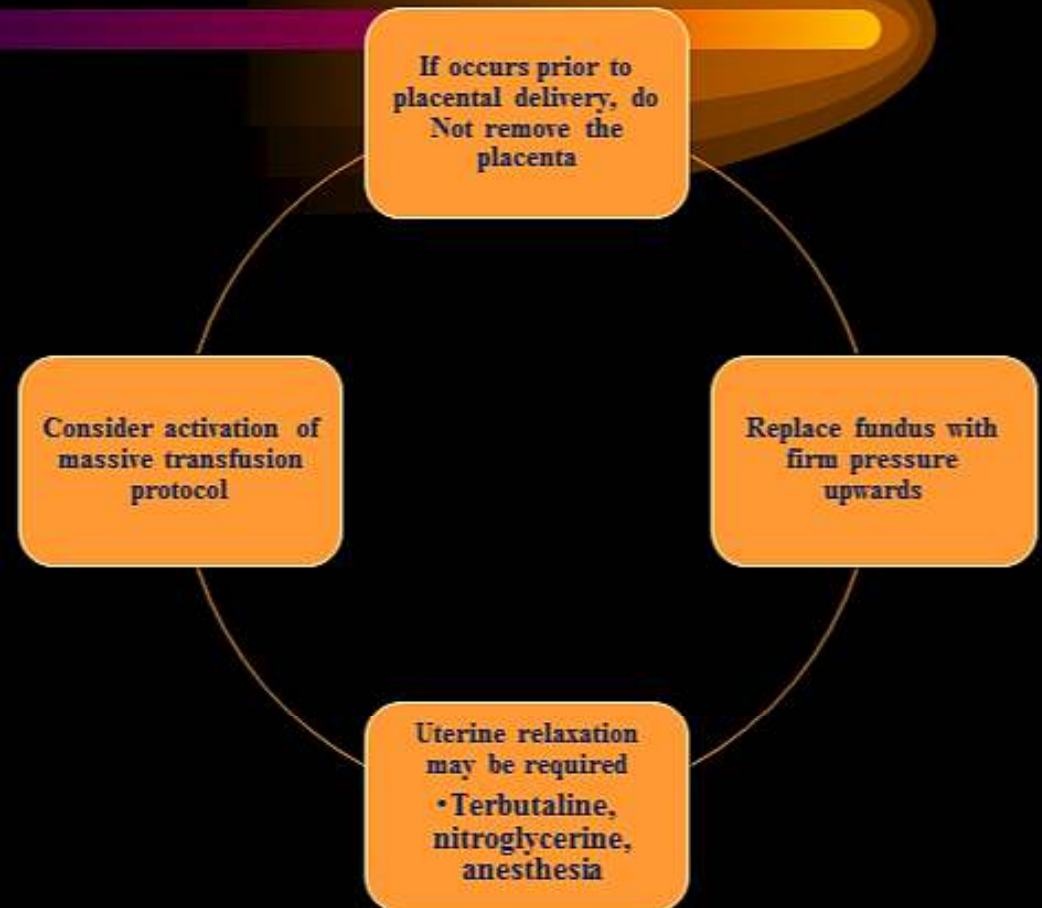 If occurs prior to
placental delivery, do
Not remove the
placenta
Replace fundus with
firm pressure
upwards
Uterine relaxation
may be required
•Terbutaline,
nitroglycerine,
anesthesia
Consider activation of
massive transfusion
protocol